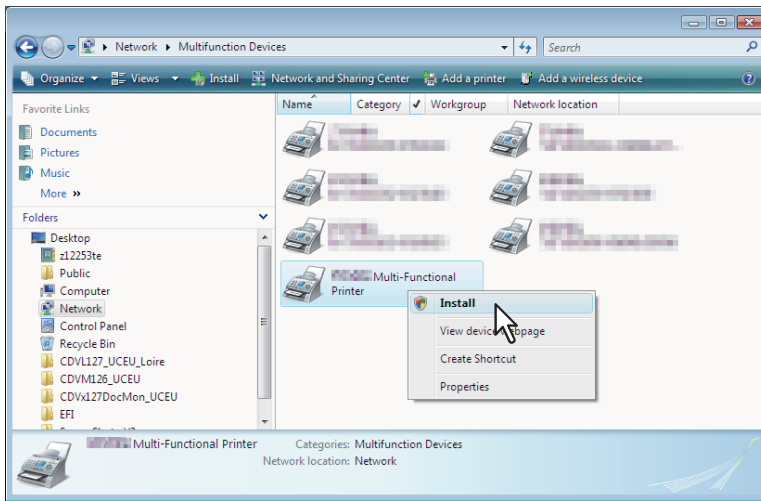 Network ▸ Multifunction Devices
Search
Organize Views Install Network and Sharing Center Add a printer Add a wireless device
Name Category Workgroup Network location
Favorite Links
Documents
Pictures
Music
More »
Folders
Desktop
z12253te
Public
Computer
Network
Control Panel
Recycle Bin
CDVL127_UCEU_Loire
CDVM126_UCEU
CDVx127DocMon_UCEU
EFI
Multi-Functional
Printer
Install
View device webpage
Create Shortcut
Properties
Multi-Functional Printer Categories: Multifunction Devices
Network location: Network